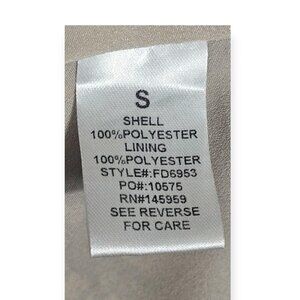 S
SHELL
100%POLYESTER
LINING
100%POLYESTER
STYLE#:FD6953
PO#:10575
RN#145959
SEE REVERSE
FOR CARE